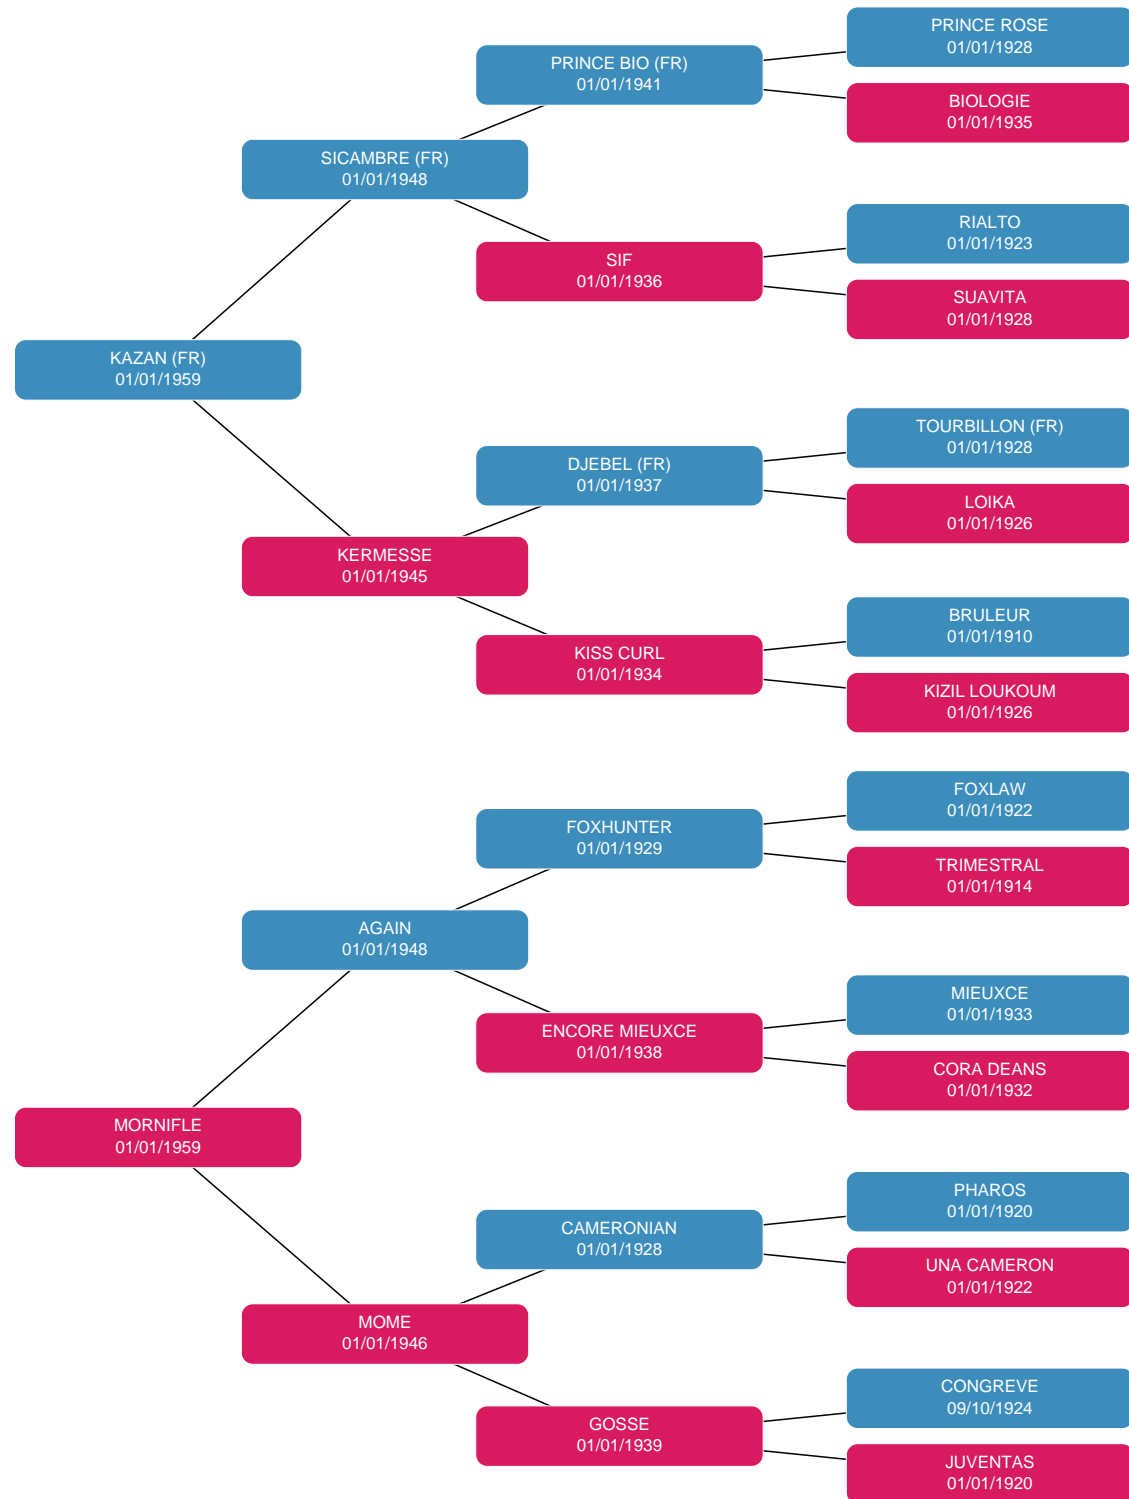 PRINCE ROSE
01/01/1928
PRINCE BIO (FR)
01/01/1941
BIOLOGIE
01/01/1935
SICAMBRE (FR)
01/01/1948
RIALTO
01/01/1923
SIF
01/01/1936
SUAVITA
01/01/1928
KAZAN (FR)
01/01/1959
TOURBILLON (FR)
01/01/1928
DJEBEL (FR)
01/01/1937
LOIKA
01/01/1926
KERMESSE
01/01/1945
BRULEUR
01/01/1910
KISS CURL
01/01/1934
KIZIL LOUKOUM
01/01/1926
FOXLAW
01/01/1922
FOXHUNTER
01/01/1929
TRIMESTRAL
01/01/1914
AGAIN
01/01/1948
MIEUXCE
01/01/1933
ENCORE MIEUXCE
01/01/1938
CORA DEANS
01/01/1932
MORNIFLE
01/01/1959
PHAROS
01/01/1920
CAMERONIAN
01/01/1928
UNA CAMERON
01/01/1922
MOME
01/01/1946
CONGREVE
09/10/1924
GOSSE
01/01/1939
JUVENTAS
01/01/1920